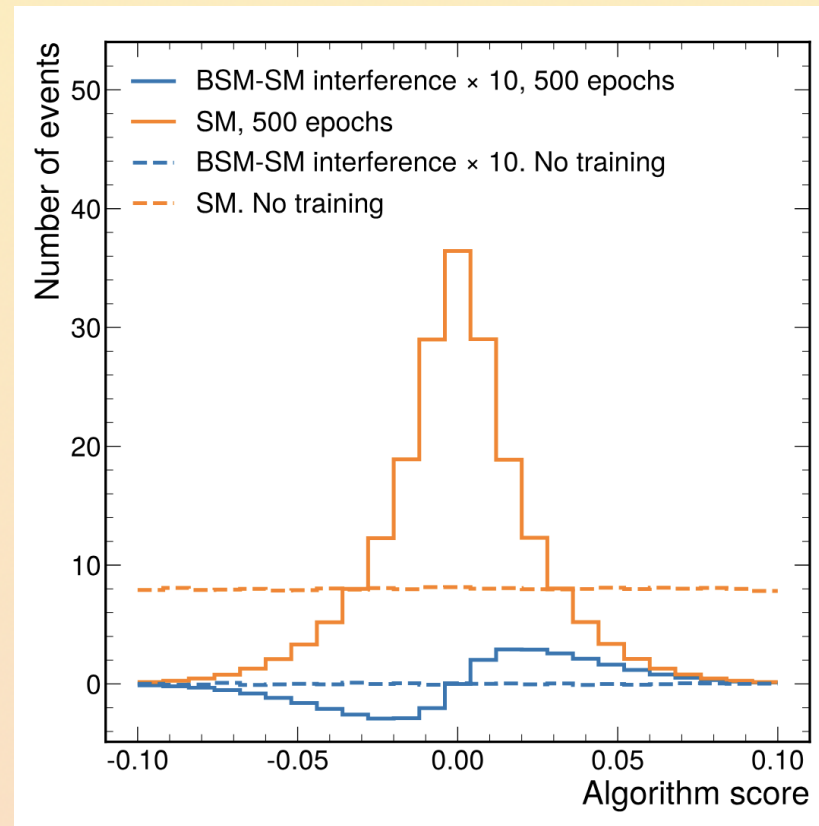 Number of events
BSM-SM interference × 10, 500 epochs
SM, 500 epochs
BSM-SM interference × 10. No training
SM. No training
50
40
30
20
10
0
-0.10 -0.05 0.00 0.05 0.10
Algorithm score